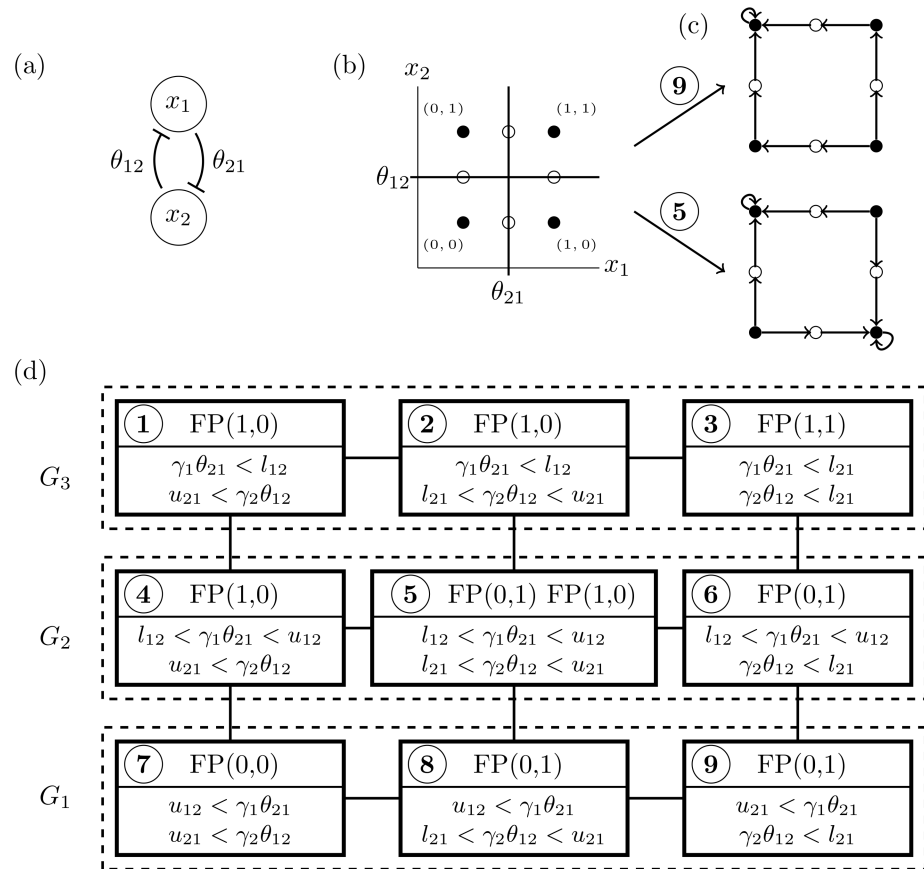 (a)
x₁
θ₁₂ θ₂₁
x₂
(b)
x₂
(0, 1) (1, 1)
θ₁₂
(0, 0) (1, 0)
x₁
θ₂₁
(c)
9
5
(d)
G₃
1 FP(1,0)
γ₁θ₂₁ < l₁₂
u₂₁ < γ₂θ₁₂
2 FP(1,0)
γ₁θ₂₁ < l₁₂
l₂₁ < γ₂θ₁₂ < u₂₁
3 FP(1,1)
γ₁θ₂₁ < l₂₁
γ₂θ₁₂ < l₂₁
G₂
4 FP(1,0)
l₁₂ < γ₁θ₂₁ < u₁₂
u₂₁ < γ₂θ₁₂
5 FP(0,1) FP(1,0)
l₁₂ < γ₁θ₂₁ < u₁₂
l₂₁ < γ₂θ₁₂ < u₂₁
6 FP(0,1)
l₁₂ < γ₁θ₂₁ < u₁₂
γ₂θ₁₂ < l₂₁
G₁
7 FP(0,0)
u₁₂ < γ₁θ₂₁
u₂₁ < γ₂θ₁₂
8 FP(0,1)
u₁₂ < γ₁θ₂₁
l₂₁ < γ₂θ₁₂ < u₂₁
9 FP(0,1)
u₂₁ < γ₁θ₂₁
γ₂θ₁₂ < l₂₁